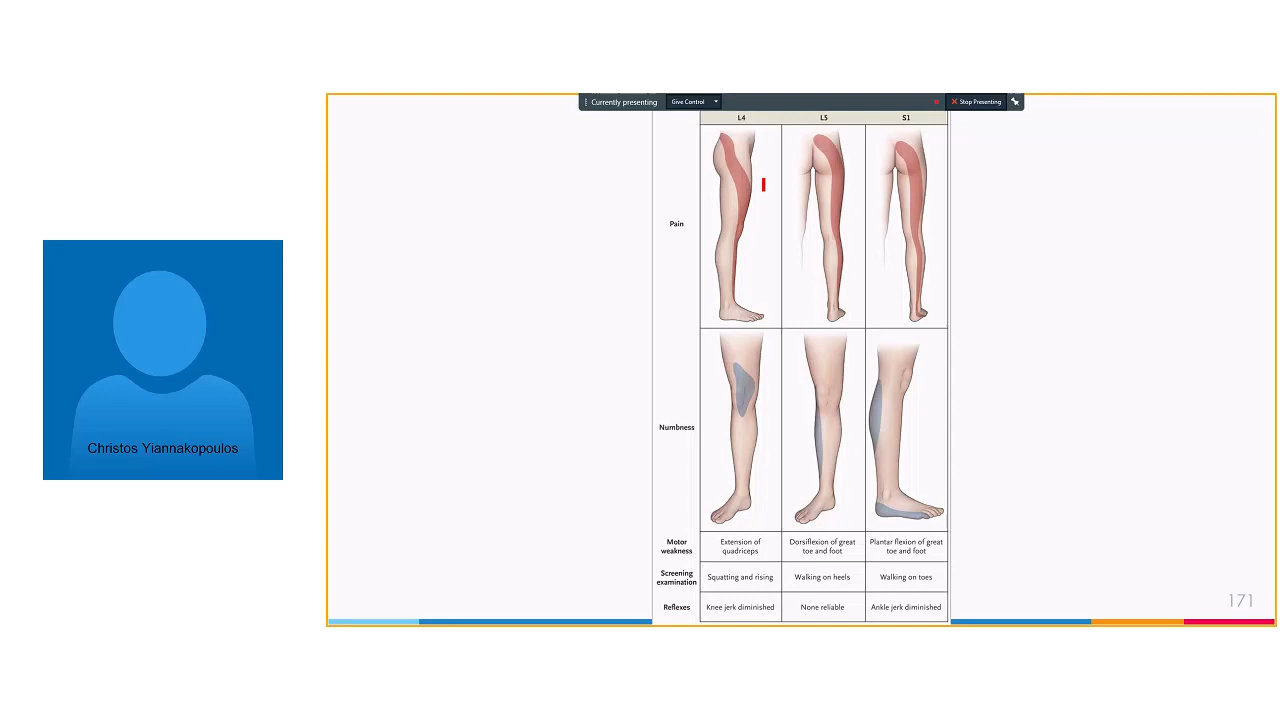 Currently presenting Give Control Stop Presenting
L4 L5 S1
Pain
Numbness
Christos Yiannakopoulos
Motor weakness
Extension of quadriceps
Dorsiflexion of great toe and foot
Plantar flexion of great toe and foot
Screening examination
Squatting and rising
Walking on heels
Walking on toes
Reflexes
Knee jerk diminished
None reliable
Ankle jerk diminished
171